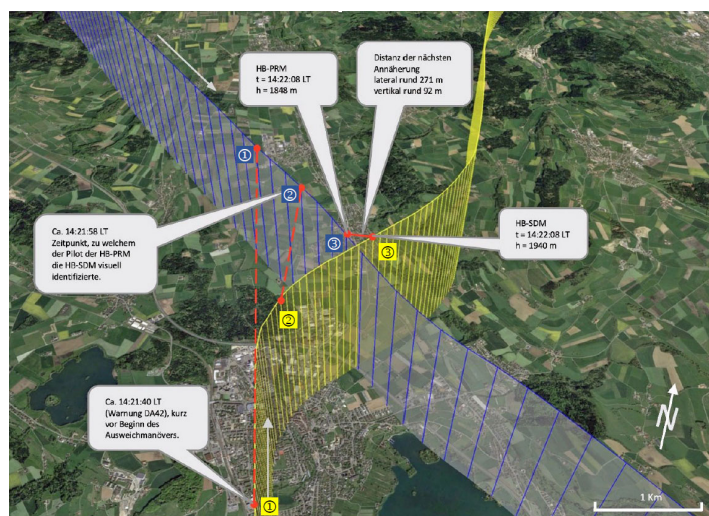 HB-PRM
t = 14:22:08 LT
h = 1848 m
Distanz der nächsten
Annäherung
lateral rund 271 m
vertikal rund 92 m
①
②
Ca. 14:21:58 LT
Zeitpunkt, zu welchem
der Pilot der HB-PRM
die HB-SDM visuell
identifizierte.
③
③
HB-SDM
t = 14:22:08 LT
h = 1940 m
②
Ca. 14:21:40 LT
(Warnung DA42), kurz
vor Beginn des
Ausweichmanövers.
①
N
1 Km